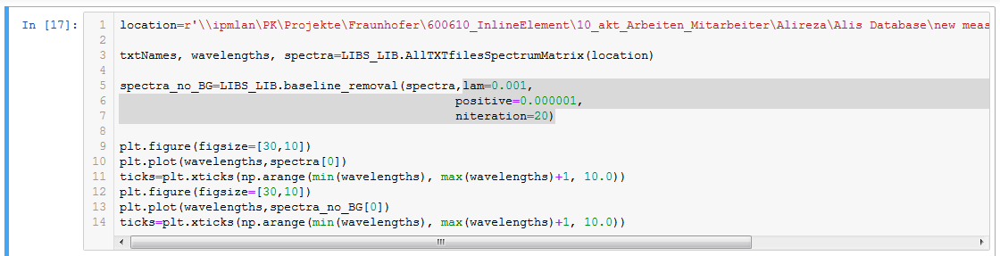 In [17]:
1 location=r'\\ipmlan\PK\Projekte\Fraunhofer\600610_InlineElement\10_akt_Arbeiten_Mitarbeiter\Alireza\Alis Database\new meas
2
3 txtNames, wavelengths, spectra=LIBS_LIB.AllTXTfilesSpectrumMatrix(location)
4
5 spectra_no_BG=LIBS_LIB.baseline_removal(spectra,lam=0.001,
6 positive=0.000001,
7 niteration=20)
8
9 plt.figure(figsize=[30,10])
10 plt.plot(wavelengths,spectra[0])
11 ticks=plt.xticks(np.arange(min(wavelengths), max(wavelengths)+1, 10.0))
12 plt.figure(figsize=[30,10])
13 plt.plot(wavelengths,spectra_no_BG[0])
14 ticks=plt.xticks(np.arange(min(wavelengths), max(wavelengths)+1, 10.0))